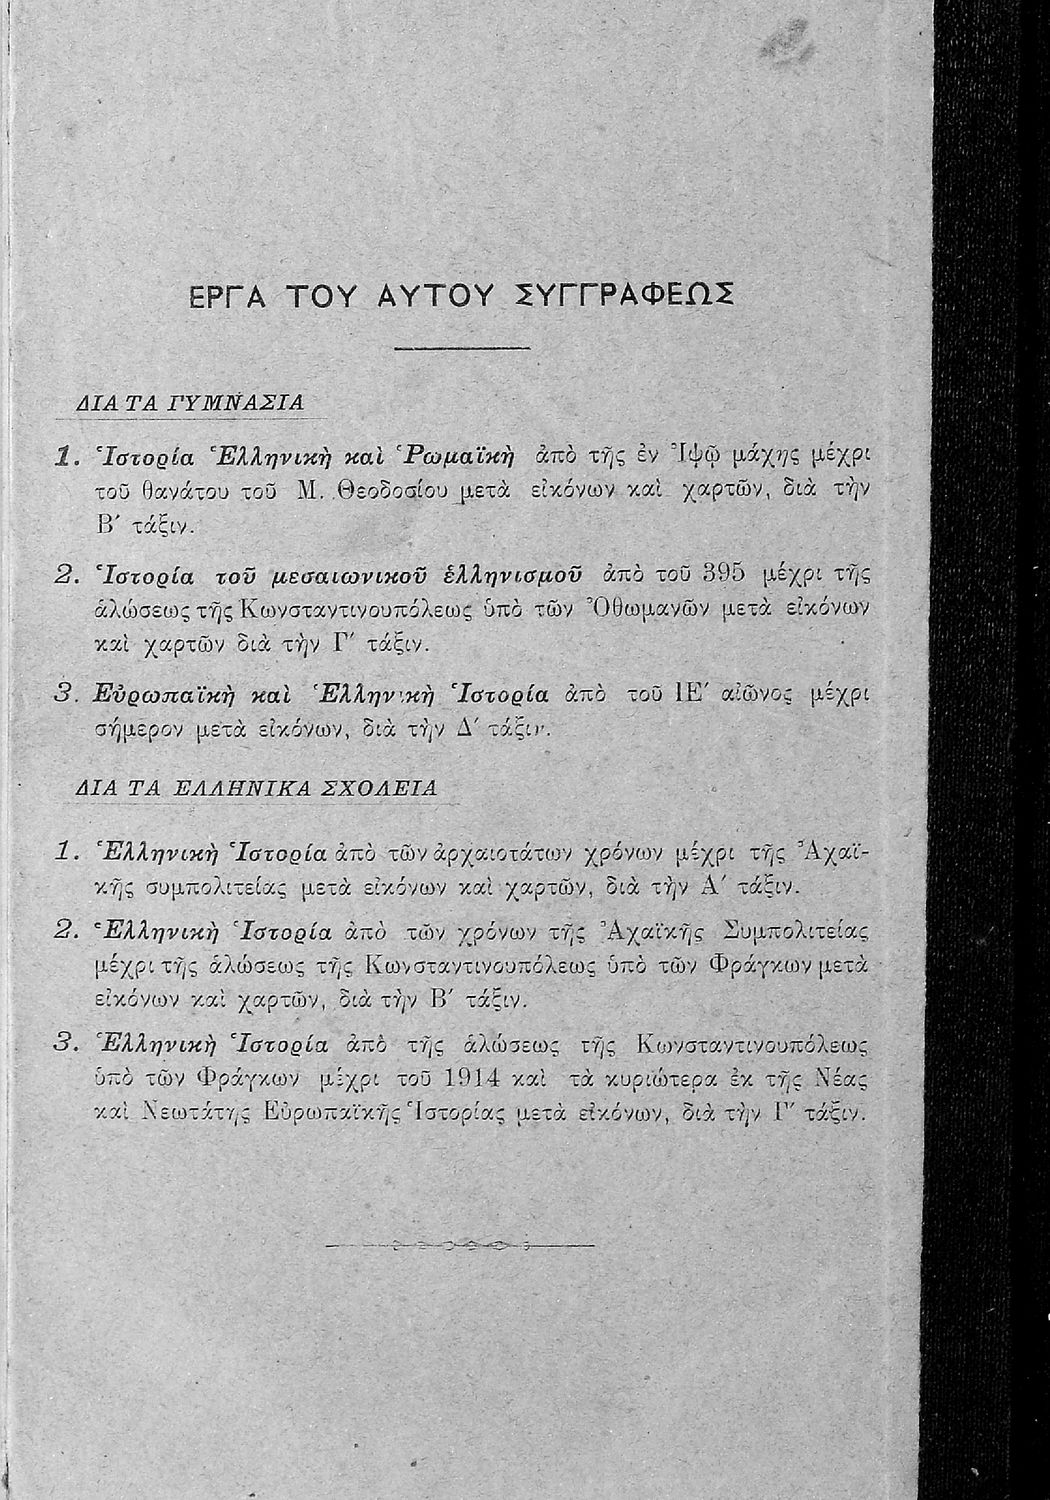 ΕΡΓΑ ΤΟΥ ΑΥΤΟΥ ΣΥΓΓΡΑΦΕΩΣ
ΔΙΑ ΤΑ ΓΥΜΝΑΣΙΑ
1. Ἱστορία Ἑλληνικὴ καὶ Ῥωμαϊκὴ ἀπὸ τῆς ἐν Ἰψῷ μάχης μέχρι
τοῦ θανάτου τοῦ Μ. Θεοδοσίου μετὰ εἰκόνων καὶ χαρτῶν, διὰ τὴν
Β΄ τάξιν.
2. Ἱστορία τοῦ μεσαιωνικοῦ ἑλληνισμοῦ ἀπὸ τοῦ 395 μέχρι τῆς
ἁλώσεως τῆς Κωνσταντινουπόλεως ὑπὸ τῶν Ὀθωμανῶν μετὰ εἰκόνων
καὶ χαρτῶν διὰ τὴν Γ΄ τάξιν.
3. Εὐρωπαϊκὴ καὶ Ἑλληνικὴ Ἱστορία ἀπὸ τοῦ ΙΕ΄ αἰῶνος μέχρι
σήμερον μετὰ εἰκόνων, διὰ τὴν Δ΄ τάξιν.
ΔΙΑ ΤΑ ΕΛΛΗΝΙΚΑ ΣΧΟΛΕΙΑ
1. Ἑλληνικὴ Ἱστορία ἀπὸ τῶν ἀρχαιοτάτων χρόνων μέχρι τῆς Ἀχαϊ-
κῆς συμπολιτείας μετὰ εἰκόνων καὶ χαρτῶν, διὰ τὴν Α΄ τάξιν.
2. Ἑλληνικὴ Ἱστορία ἀπὸ τῶν χρόνων τῆς Ἀχαϊκῆς Συμπολιτείας
μέχρι τῆς ἁλώσεως τῆς Κωνσταντινουπόλεως ὑπὸ τῶν Φράγκων μετὰ
εἰκόνων καὶ χαρτῶν, διὰ τὴν Β΄ τάξιν.
3. Ἑλληνικὴ Ἱστορία ἀπὸ τῆς ἁλώσεως τῆς Κωνσταντινουπόλεως
ὑπὸ τῶν Φράγκων μέχρι τοῦ 1914 καὶ τὰ κυριώτερα ἐκ τῆς Νέας
καὶ Νεωτάτης Εὐρωπαϊκῆς Ἱστορίας μετὰ εἰκόνων, διὰ τὴν Γ΄ τάξιν.